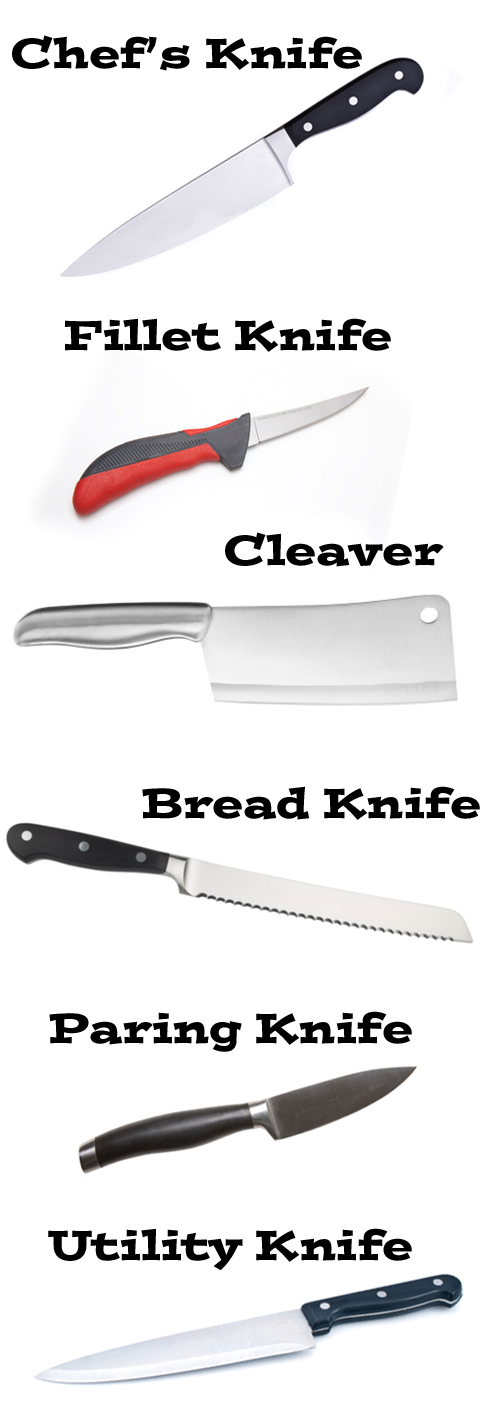 Chef's Knife
Fillet Knife
Cleaver
Bread Knife
Paring Knife
Utility Knife